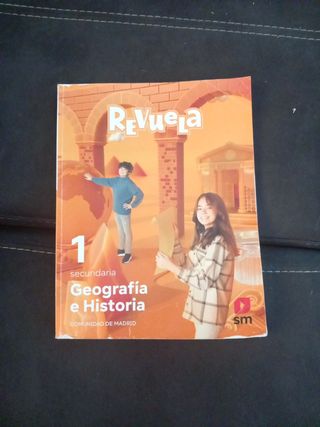 REVUELA
1
secundaria
Geografía
e Historia
COMUNIDAD DE MADRID
sm